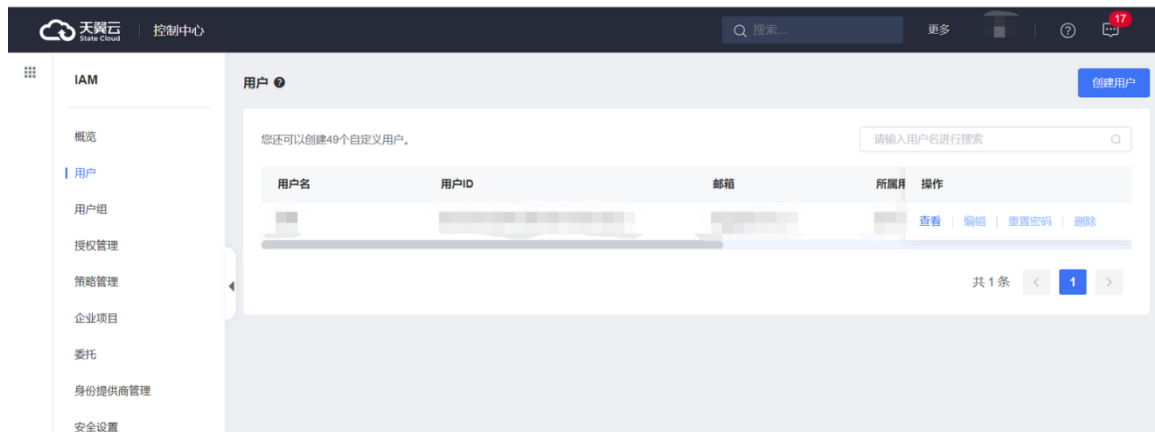 天翼云 State Cloud 控制中心 搜索... 更多 17
IAM
概览
用户
用户组
授权管理
策略管理
企业项目
委托
身份提供商管理
安全设置
用户
创建用户
您还可以创建49个自定义用户。 请输入用户名进行搜索
用户名 用户ID 邮箱 所属用 操作
查看 编辑 重置密码 删除
共 1 条 < 1 >